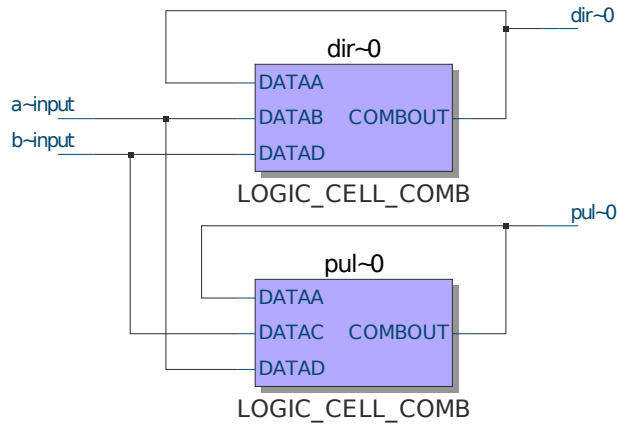 dir~0
dir~0
DATAA
a~input
DATAB COMBOUT
b~input
DATAD
LOGIC_CELL_COMB
pul~0
pul~0
DATAA
DATAC COMBOUT
DATAD
LOGIC_CELL_COMB